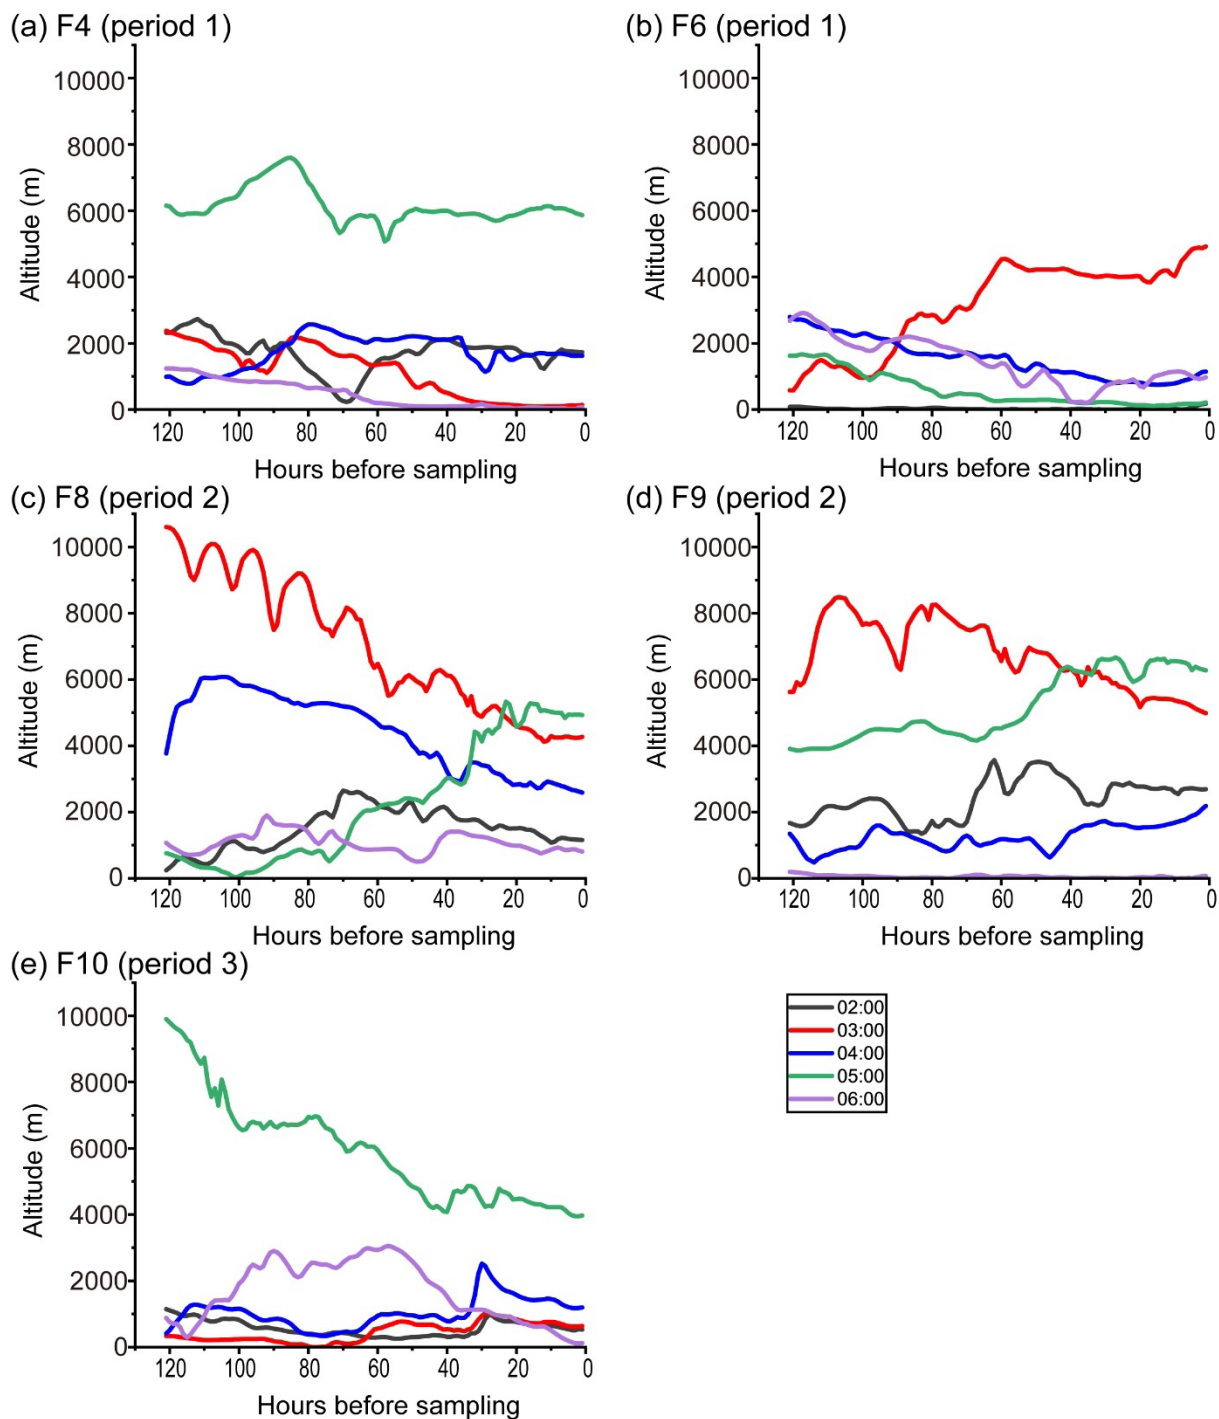 (a) F4 (period 1)
10000
8000
6000
4000
2000
0
Altitude (m)
120 100 80 60 40 20 0
Hours before sampling
(b) F6 (period 1)
10000
8000
6000
4000
2000
0
Altitude (m)
120 100 80 60 40 20 0
Hours before sampling
(c) F8 (period 2)
10000
8000
6000
4000
2000
0
Altitude (m)
120 100 80 60 40 20 0
Hours before sampling
(d) F9 (period 2)
10000
8000
6000
4000
2000
0
Altitude (m)
120 100 80 60 40 20 0
Hours before sampling
(e) F10 (period 3)
10000
8000
6000
4000
2000
0
Altitude (m)
120 100 80 60 40 20 0
Hours before sampling
02:00
03:00
04:00
05:00
06:00